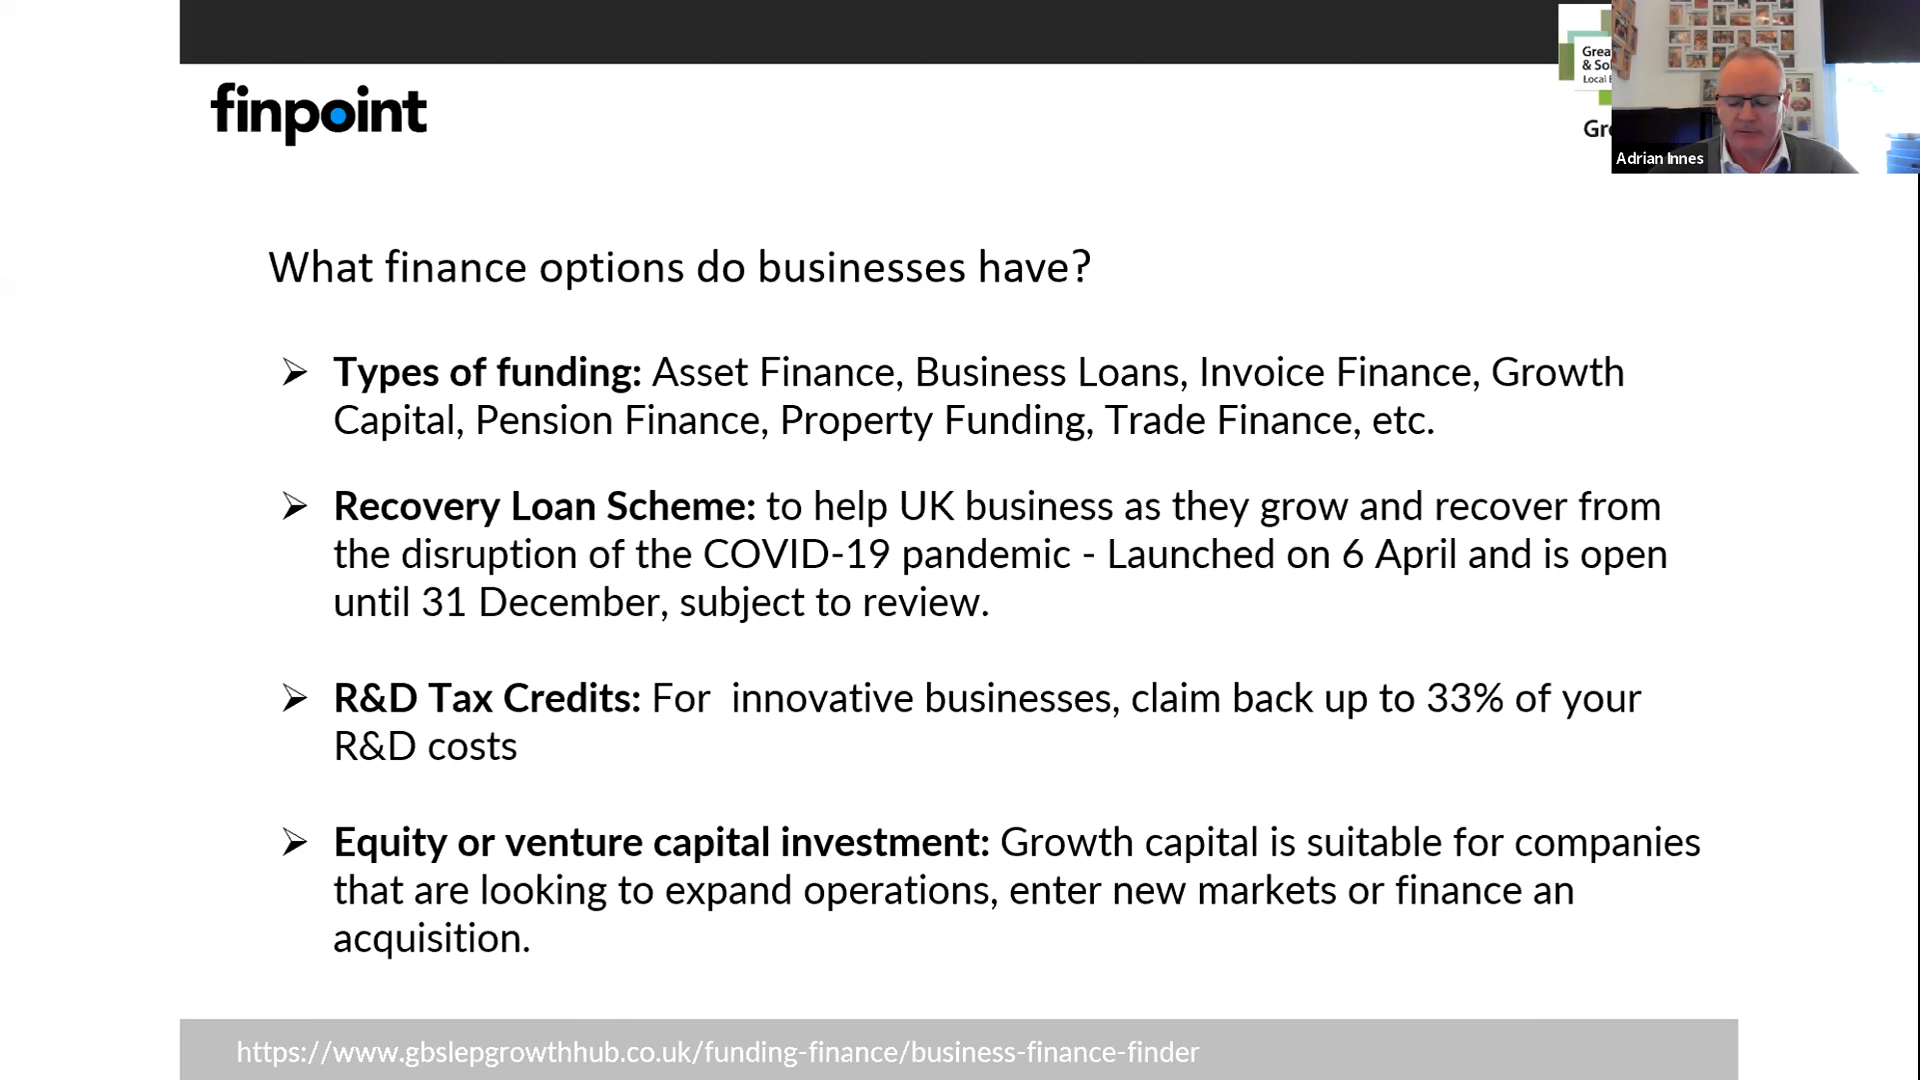 finpoint
Grea
& So
Local E
Gr
Adrian Innes
What finance options do businesses have?
➢ Types of funding: Asset Finance, Business Loans, Invoice Finance, Growth
Capital, Pension Finance, Property Funding, Trade Finance, etc.
➢ Recovery Loan Scheme: to help UK business as they grow and recover from
the disruption of the COVID-19 pandemic - Launched on 6 April and is open
until 31 December, subject to review.
➢ R&D Tax Credits: For  innovative businesses, claim back up to 33% of your
R&D costs
➢ Equity or venture capital investment: Growth capital is suitable for companies
that are looking to expand operations, enter new markets or finance an
acquisition.
https://www.gbslepgrowthhub.co.uk/funding-finance/business-finance-finder